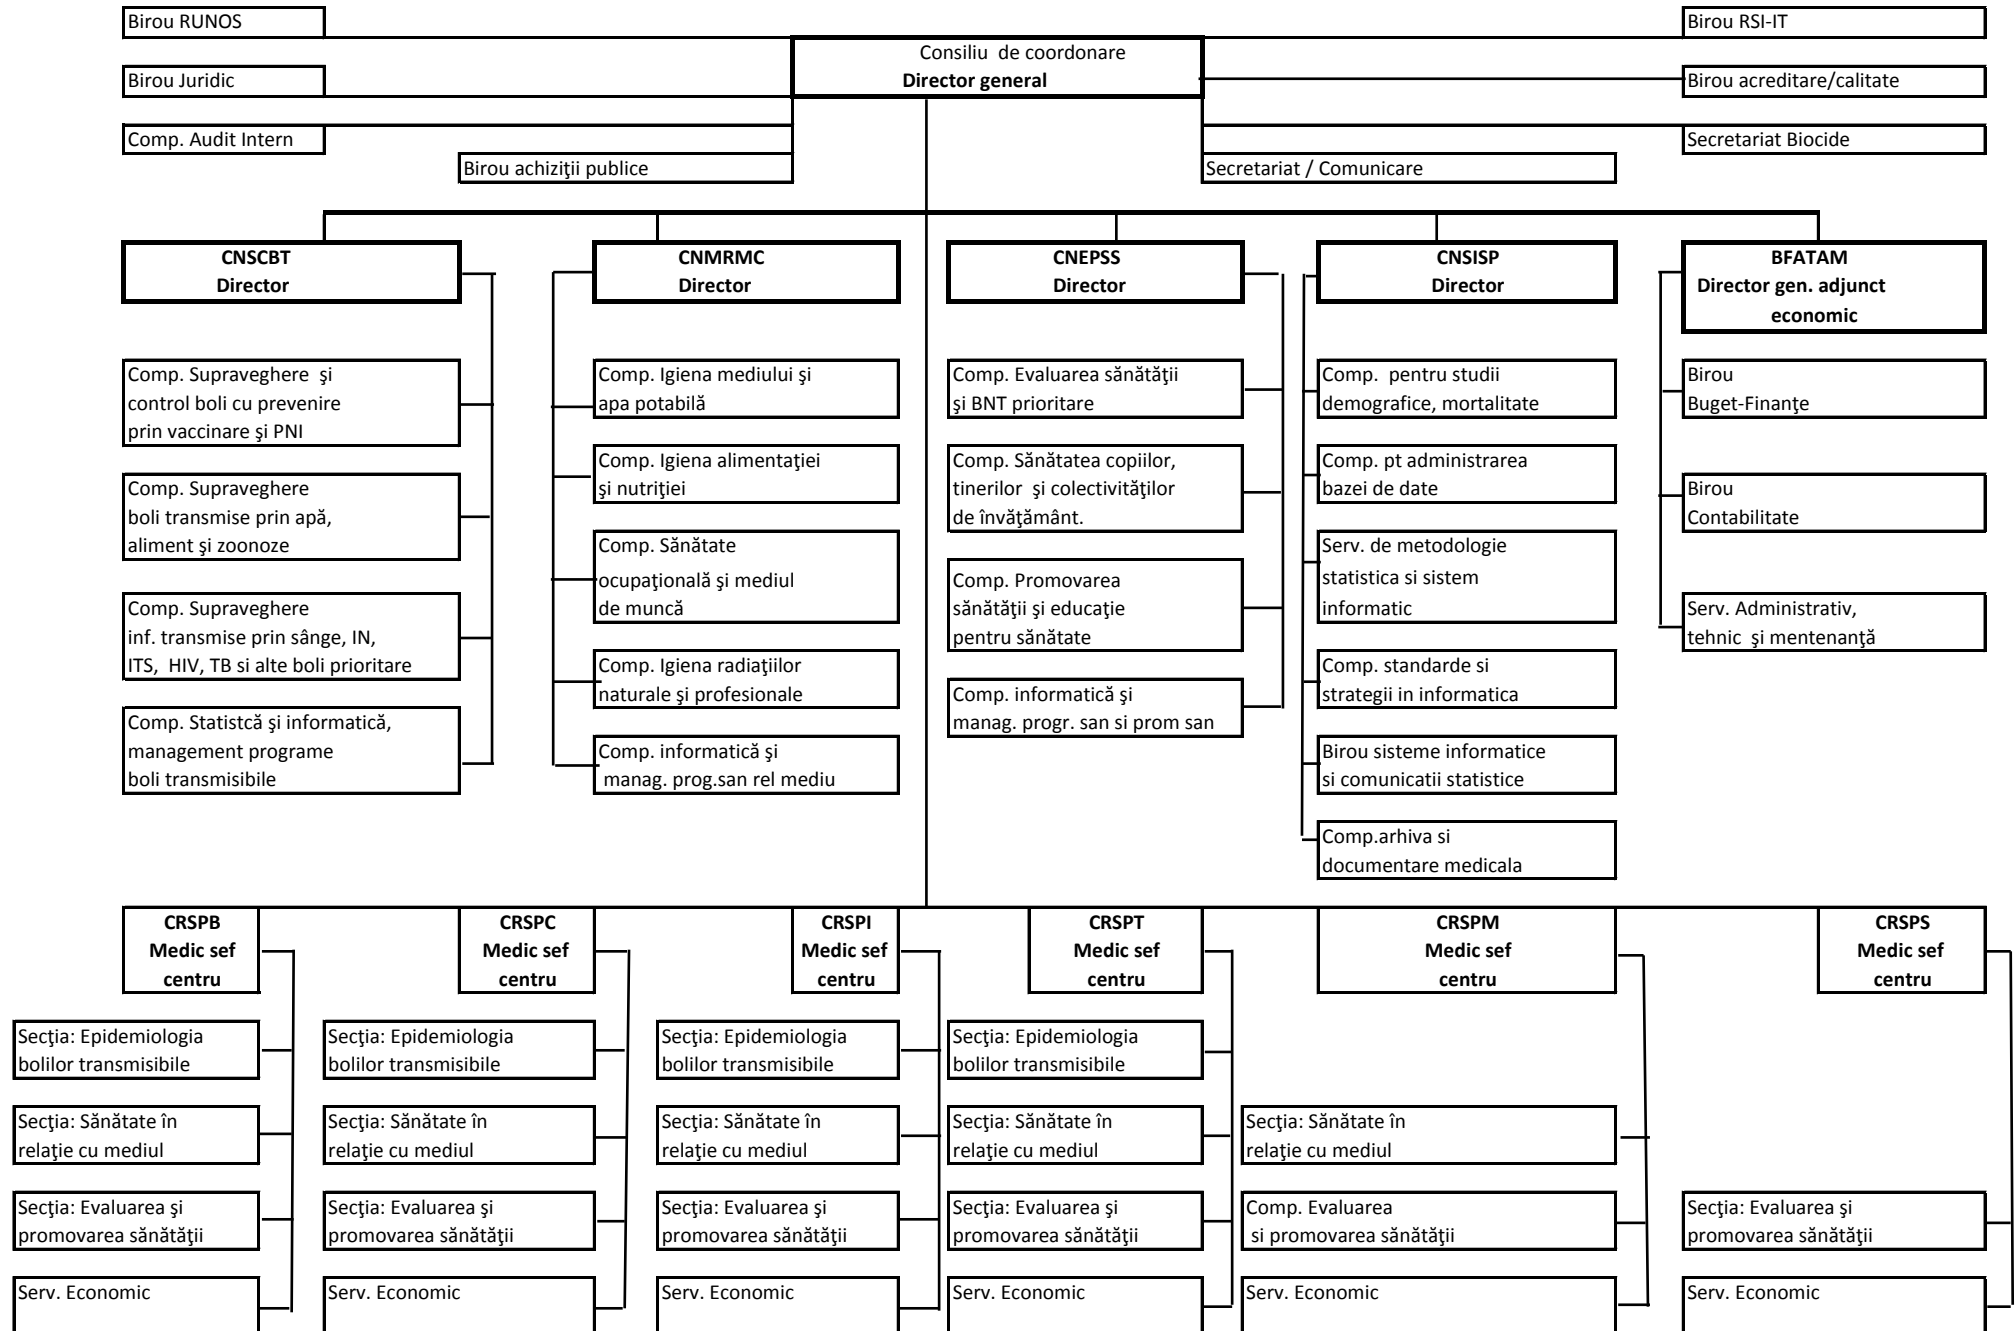 Birou RUNOS
Birou RSI-IT
Consiliu de coordonare
Director general
Birou Juridic
Birou acreditare/calitate
Comp. Audit Intern
Secretariat Biocide
Birou achiziţii publice
Secretariat / Comunicare
CNSCBT
Director
CNMRMC
Director
CNEPSS
Director
CNSISP
Director
BFATAM
Director gen. adjunct
economic
Comp. Supraveghere şi
control boli cu prevenire
prin vaccinare şi PNI
Comp. Supraveghere
boli transmise prin apă,
aliment şi zoonoze
Comp. Supraveghere
inf. transmise prin sânge, IN,
ITS, HIV, TB si alte boli prioritare
Comp. Statistcă şi informatică,
management programe
boli transmisibile
Comp. Igiena mediului şi
apa potabilă
Comp. Igiena alimentaţiei
şi nutriţiei
Comp. Sănătate
ocupaţională şi mediul
de muncă
Comp. Igiena radiaţiilor
naturale şi profesionale
Comp. informatică şi
manag. prog.san rel mediu
Comp. Evaluarea sănătăţii
şi BNT prioritare
Comp. Sănătatea copiilor,
tinerilor şi colectivităţilor
de învăţământ.
Comp. Promovarea
sănătăţii şi educaţie
pentru sănătate
Comp. informatică şi
manag. progr. san si prom san
Comp. pentru studii
demografice, mortalitate
Comp. pt administrarea
bazei de date
Serv. de metodologie
statistica si sistem
informatic
Comp. standarde si
strategii in informatica
Birou sisteme informatice
si comunicatii statistice
Comp.arhiva si
documentare medicala
Birou
Buget-Finanţe
Birou
Contabilitate
Serv. Administrativ,
tehnic şi mentenanţă
CRSPB
Medic sef
centru
CRSPC
Medic sef
centru
CRSPI
Medic sef
centru
CRSPT
Medic sef
centru
CRSPM
Medic sef
centru
CRSPS
Medic sef
centru
Secţia: Epidemiologia
bolilor transmisibile
Secţia: Sănătate în
relaţie cu mediul
Secţia: Evaluarea şi
promovarea sănătăţii
Serv. Economic
Secţia: Epidemiologia
bolilor transmisibile
Secţia: Sănătate în
relaţie cu mediul
Secţia: Evaluarea şi
promovarea sănătăţii
Serv. Economic
Secţia: Epidemiologia
bolilor transmisibile
Secţia: Sănătate în
relaţie cu mediul
Secţia: Evaluarea şi
promovarea sănătăţii
Serv. Economic
Secţia: Epidemiologia
bolilor transmisibile
Secţia: Sănătate în
relaţie cu mediul
Secţia: Evaluarea şi
promovarea sănătăţii
Serv. Economic
Secţia: Sănătate în
relaţie cu mediul
Comp. Evaluarea
si promovarea sănătăţii
Serv. Economic
Secţia: Evaluarea şi
promovarea sănătăţii
Serv. Economic